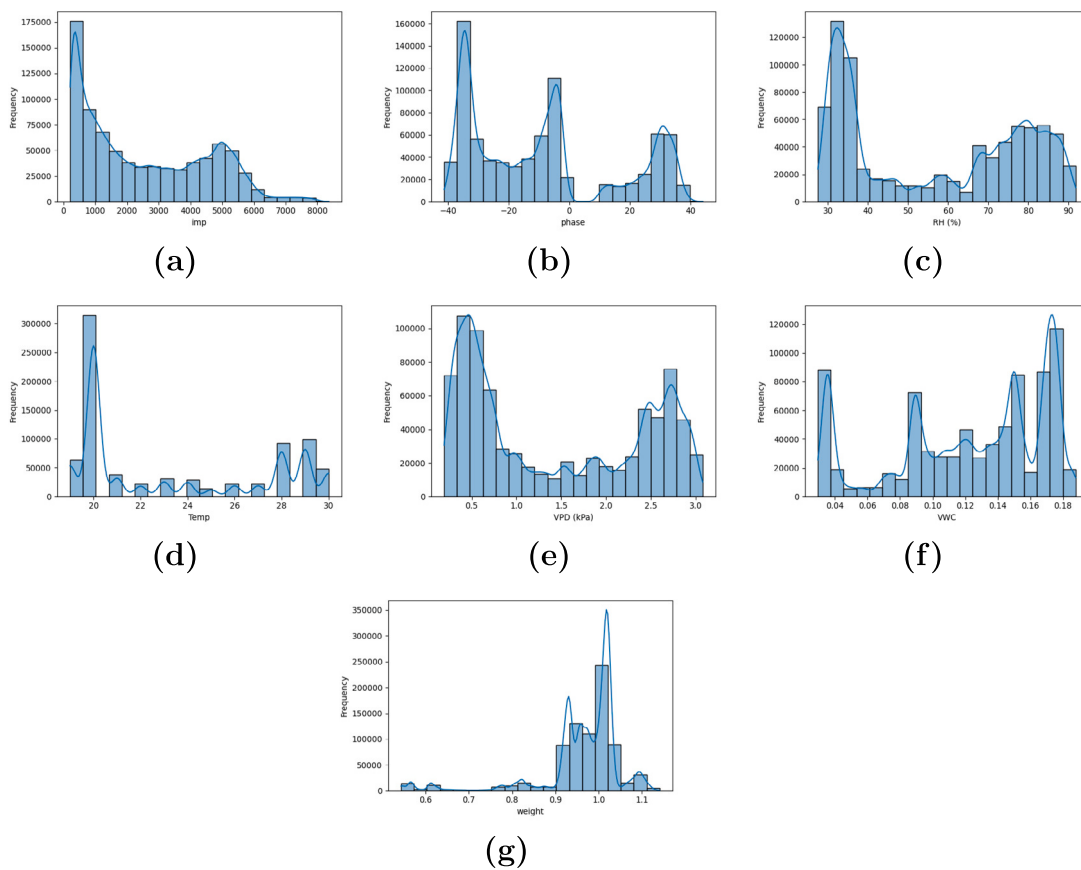 175000
150000
125000
100000
75000
50000
25000
0
Frequency
0 1000 2000 3000 4000 5000 6000 7000 8000
imp
(a)
160000
140000
120000
100000
80000
60000
40000
20000
0
Frequency
−40 −20 0 20 40
phase
(b)
120000
100000
80000
60000
40000
20000
0
Frequency
30 40 50 60 70 80 90
RH (%)
(c)
300000
250000
200000
150000
100000
50000
0
Frequency
20 22 24 26 28 30
Temp
(d)
100000
80000
60000
40000
20000
0
Frequency
0.5 1.0 1.5 2.0 2.5 3.0
VPD (kPa)
(e)
120000
100000
80000
60000
40000
20000
0
Frequency
0.04 0.06 0.08 0.10 0.12 0.14 0.16 0.18
VWC
(f)
350000
300000
250000
200000
150000
100000
50000
0
Frequency
0.6 0.7 0.8 0.9 1.0 1.1
weight
(g)